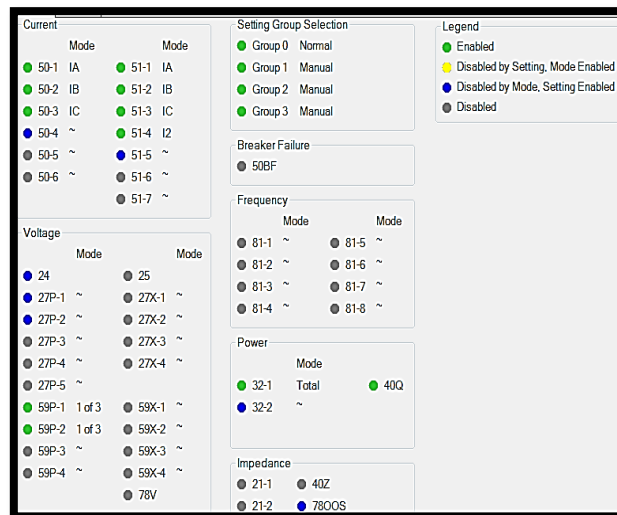 Current
Mode Mode
50-1 IA 51-1 IA
50-2 IB 51-2 IB
50-3 IC 51-3 IC
50-4 ~ 51-4 I2
50-5 ~ 51-5 ~
50-6 ~ 51-6 ~
51-7 ~
Voltage
Mode Mode
24 25
27P-1 ~ 27X-1 ~
27P-2 ~ 27X-2 ~
27P-3 ~ 27X-3 ~
27P-4 ~ 27X-4 ~
27P-5 ~
59P-1 1 of 3 59X-1 ~
59P-2 1 of 3 59X-2 ~
59P-3 ~ 59X-3 ~
59P-4 ~ 59X-4 ~
78V
Setting Group Selection
Group 0 Normal
Group 1 Manual
Group 2 Manual
Group 3 Manual
Breaker Failure
50BF
Frequency
Mode Mode
81-1 ~ 81-5 ~
81-2 ~ 81-6 ~
81-3 ~ 81-7 ~
81-4 ~ 81-8 ~
Power
Mode
32-1 Total 40Q
32-2 ~
Impedance
21-1 40Z
21-2 78OOS
Legend
Enabled
Disabled by Setting, Mode Enabled
Disabled by Mode, Setting Enabled
Disabled